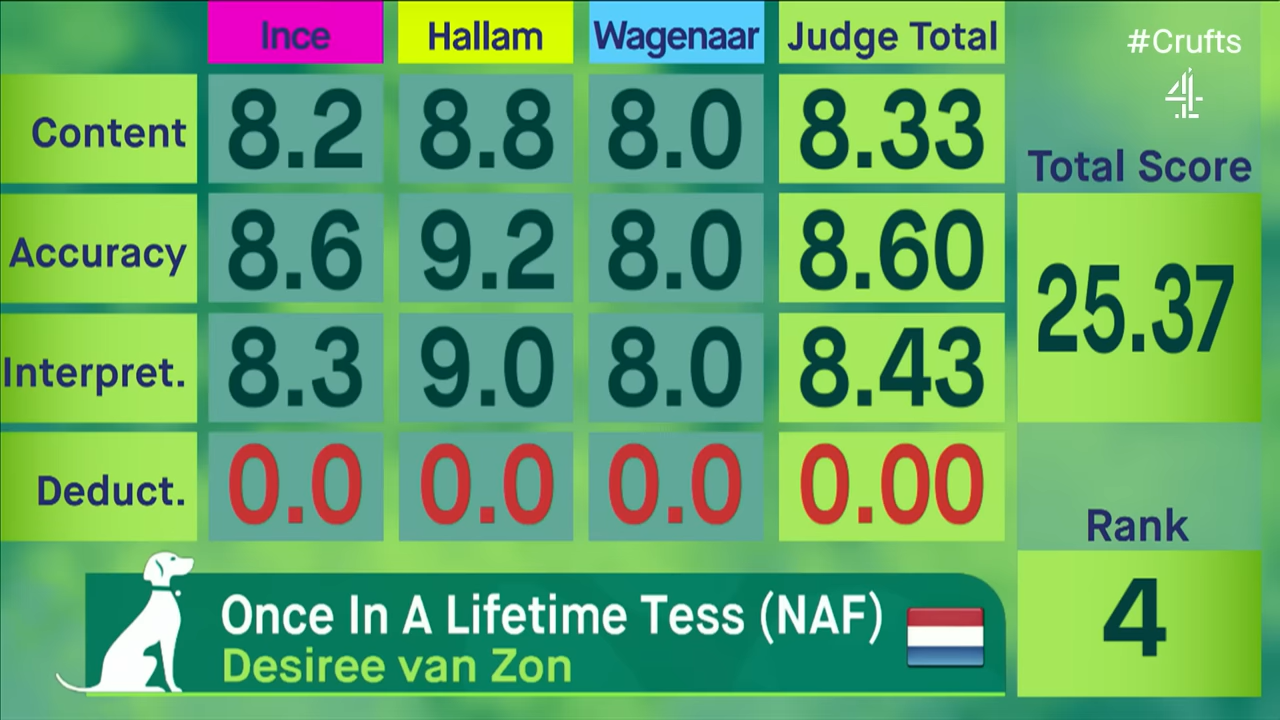 Ince Hallam Wagenaar Judge Total
#Crufts
4
Content 8.2 8.8 8.0 8.33
Total Score
Accuracy 8.6 9.2 8.0 8.60
25.37
Interpret. 8.3 9.0 8.0 8.43
Deduct. 0.0 0.0 0.0 0.00
Rank
4
Once In A Lifetime Tess (NAF)
Desiree van Zon